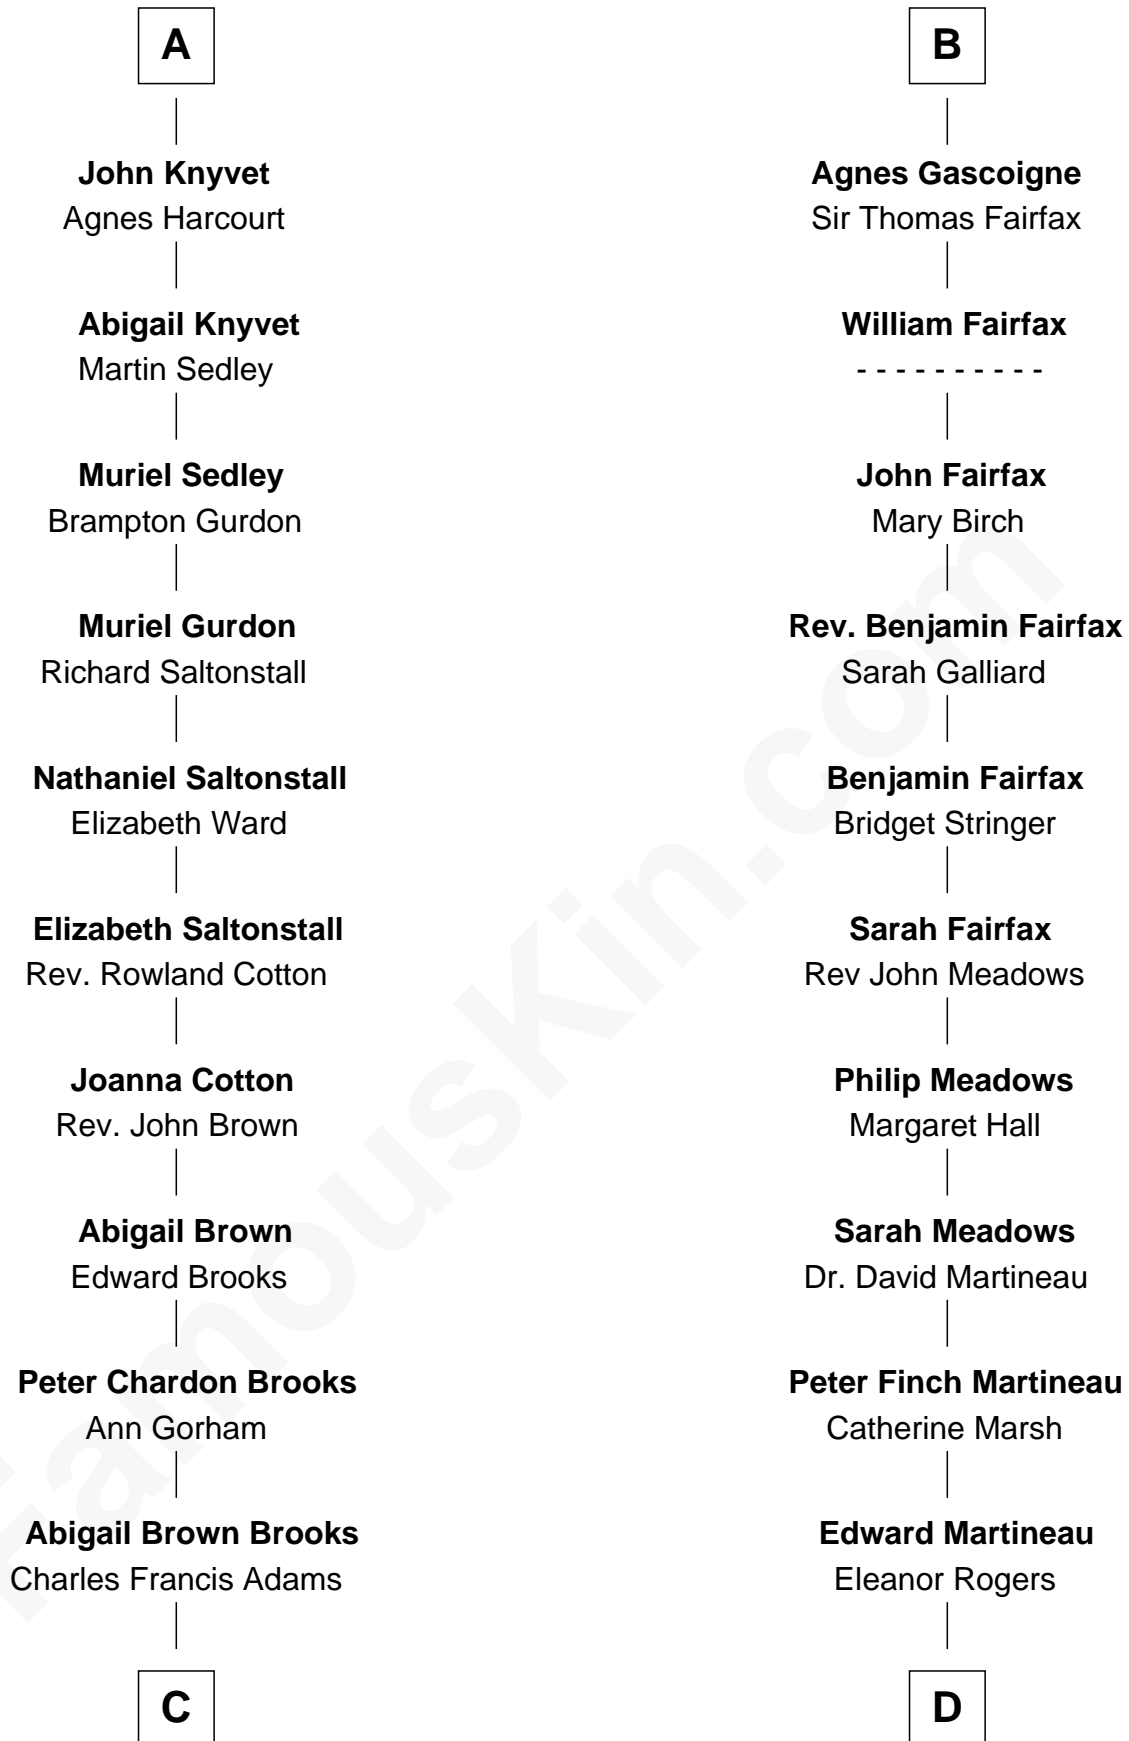 A
John Knyvet
Agnes Harcourt
Abigail Knyvet
Martin Sedley
Muriel Sedley
Brampton Gurdon
Muriel Gurdon
Richard Saltonstall
Nathaniel Saltonstall
Elizabeth Ward
Elizabeth Saltonstall
Rev. Rowland Cotton
Joanna Cotton
Rev. John Brown
Abigail Brown
Edward Brooks
Peter Chardon Brooks
Ann Gorham
Abigail Brown Brooks
Charles Francis Adams
C
B
Agnes Gascoigne
Sir Thomas Fairfax
William Fairfax
- - - - - - - - - -
John Fairfax
Mary Birch
Rev. Benjamin Fairfax
Sarah Galliard
Benjamin Fairfax
Bridget Stringer
Sarah Fairfax
Rev John Meadows
Philip Meadows
Margaret Hall
Sarah Meadows
Dr. David Martineau
Peter Finch Martineau
Catherine Marsh
Edward Martineau
Eleanor Rogers
D
FamousKin.com